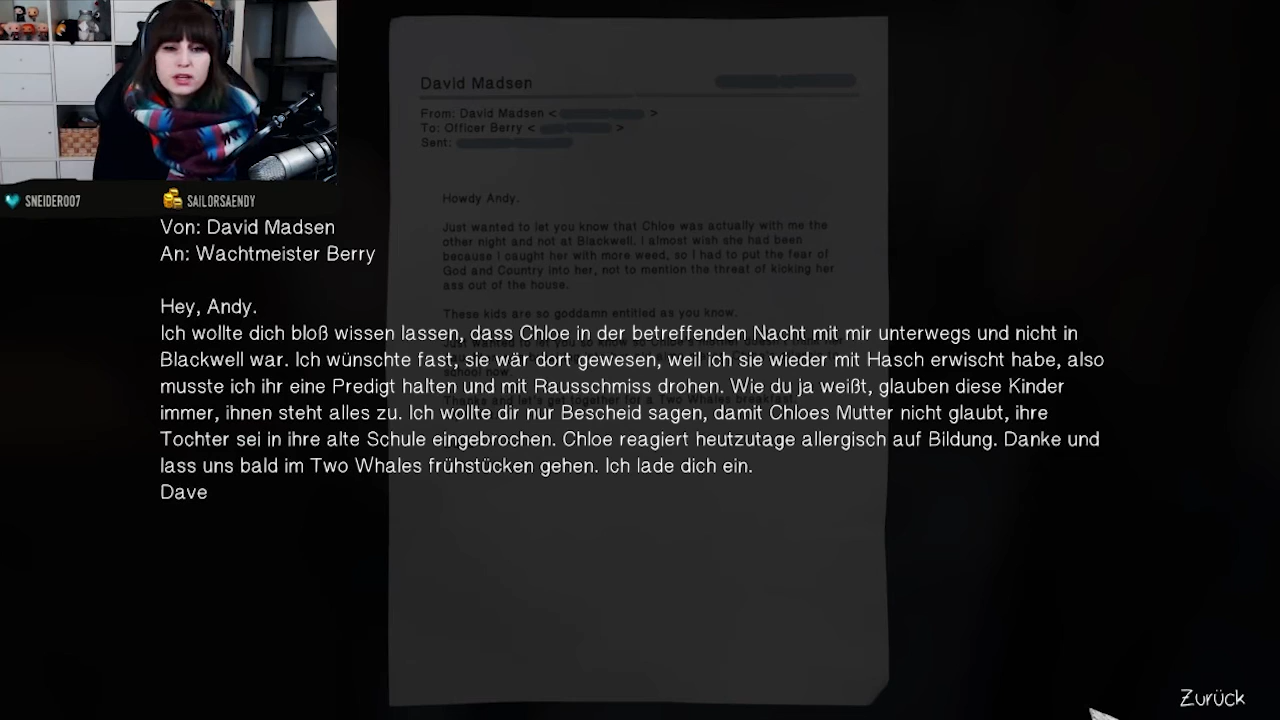 David Madsen
From: David Madsen < >
To: Officer Berry < >
Sent:
Howdy Andy.
Just wanted to let you know that Chloe was actually with me the
other night and not at Blackwell. I almost wish she had been
because I caught her with more weed, so I had to put the fear of
God and Country into her, not to mention the threat of kicking her
ass out of the house.
These kids are so goddamn entitled as you know.
SNEIDER007
SAILORSAENDY
Von: David Madsen
An: Wachtmeister Berry
Hey, Andy.
Ich wollte dich bloß wissen lassen, dass Chloe in der betreffenden Nacht mit mir unterwegs und nicht in
Blackwell war. Ich wünschte fast, sie wär dort gewesen, weil ich sie wieder mit Hasch erwischt habe, also
musste ich ihr eine Predigt halten und mit Rausschmiss drohen. Wie du ja weißt, glauben diese Kinder
immer, ihnen steht alles zu. Ich wollte dir nur Bescheid sagen, damit Chloes Mutter nicht glaubt, ihre
Tochter sei in ihre alte Schule eingebrochen. Chloe reagiert heutzutage allergisch auf Bildung. Danke und
lass uns bald im Two Whales frühstücken gehen. Ich lade dich ein.
Dave
Zurück